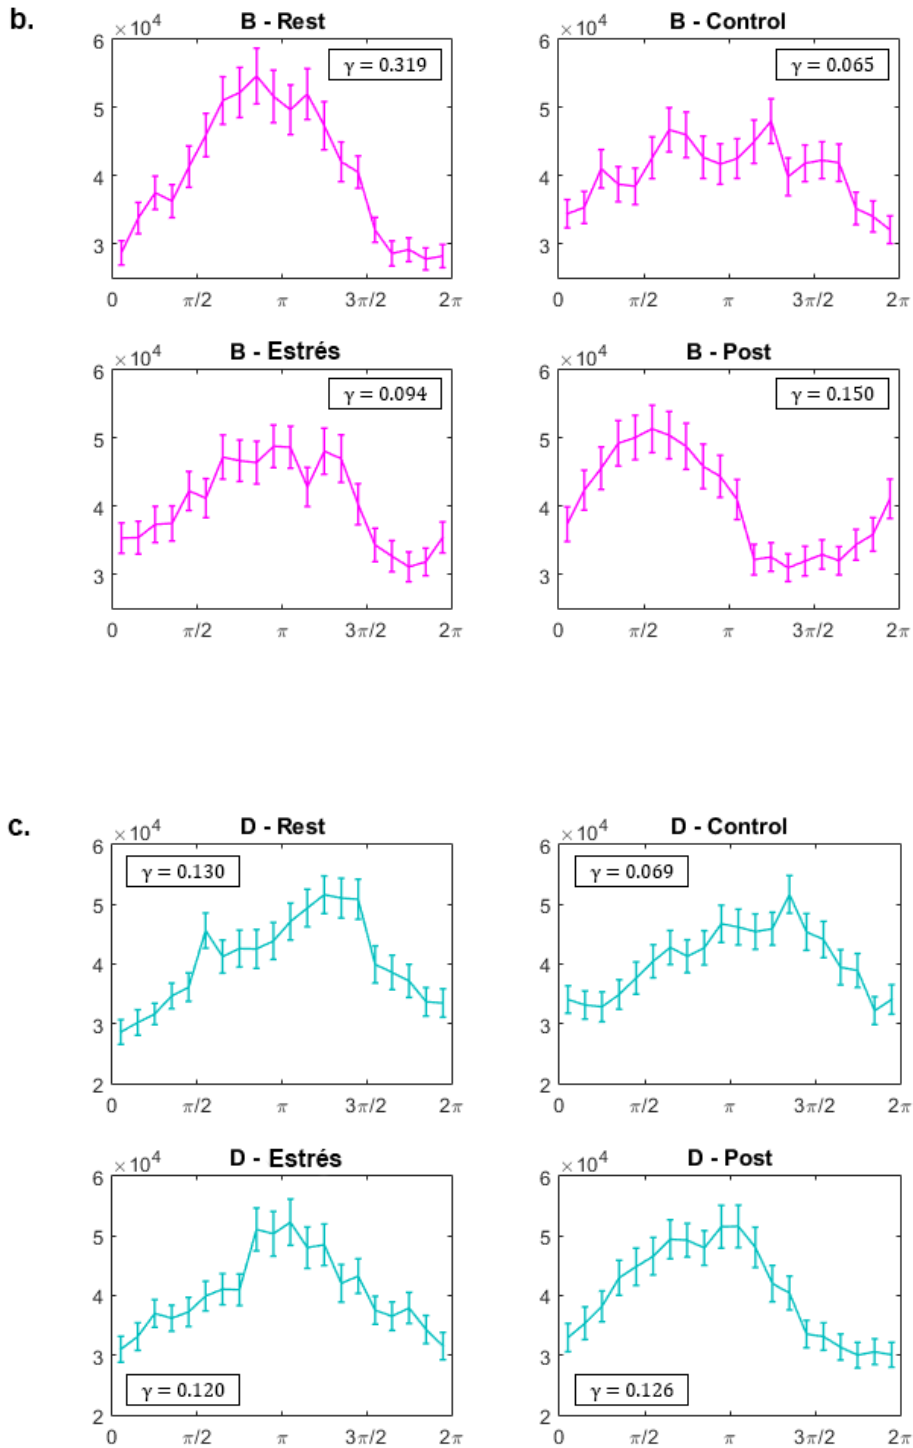 b.
B - Rest
×10⁴
6
5
4
3
γ = 0.319
0 π/2 π 3π/2 2π
B - Control
×10⁴
6
5
4
3
γ = 0.065
0 π/2 π 3π/2 2π
B - Estrés
×10⁴
6
5
4
3
γ = 0.094
0 π/2 π 3π/2 2π
B - Post
×10⁴
6
5
4
3
γ = 0.150
0 π/2 π 3π/2 2π
c.
D - Rest
×10⁴
6
5
4
3
2
γ = 0.130
0 π/2 π 3π/2 2π
D - Control
×10⁴
6
5
4
3
2
γ = 0.069
0 π/2 π 3π/2 2π
D - Estrés
×10⁴
6
5
4
3
2
γ = 0.120
0 π/2 π 3π/2 2π
D - Post
×10⁴
6
5
4
3
2
γ = 0.126
0 π/2 π 3π/2 2π